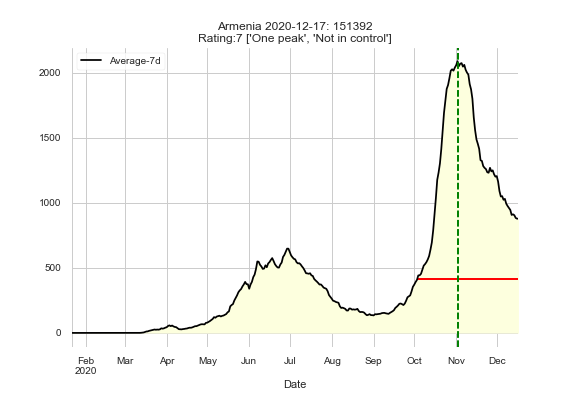 Armenia 2020-12-17: 151392
Rating:7 ['One peak', 'Not in control']
Average-7d
2000
1500
1000
500
0
Feb
2020
Mar
Apr
May
Jun
Jul
Aug
Sep
Oct
Nov
Dec
Date